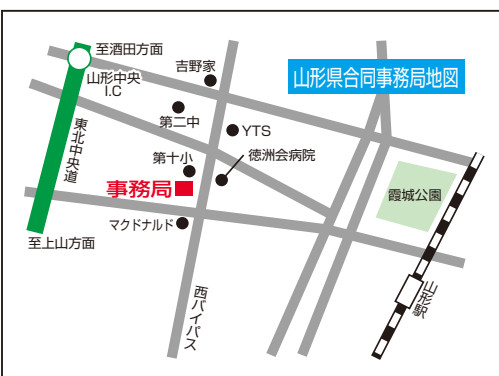 至酒田方面
吉野家
山形県合同事務局地図
山形中央
I.C
第二中
YTS
東北中央道
第十小
徳洲会病院
事務局
霞城公園
マクドナルド
至上山方面
西バイパス
山形駅